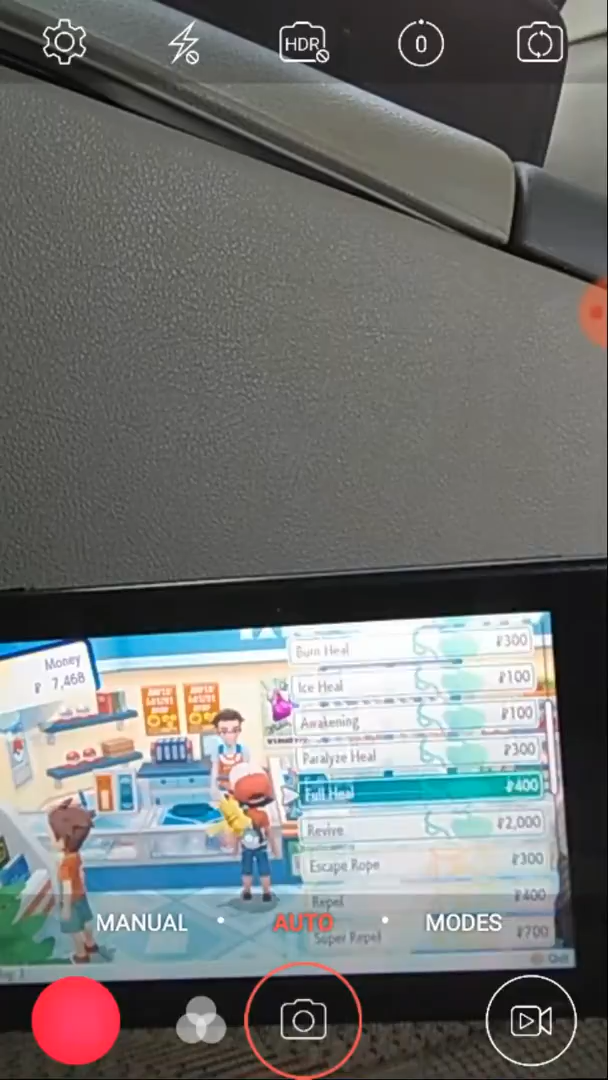 HDR
0
Money
₽ 7,468
Burn Heal ₽300
Ice Heal ₽100
Awakening ₽100
Paralyze Heal ₽300
Full Heal ₽400
Revive ₽2,000
Escape Rope ₽300
Repel ₽400
Super Repel ₽700
Quit
MANUAL • AUTO • MODES